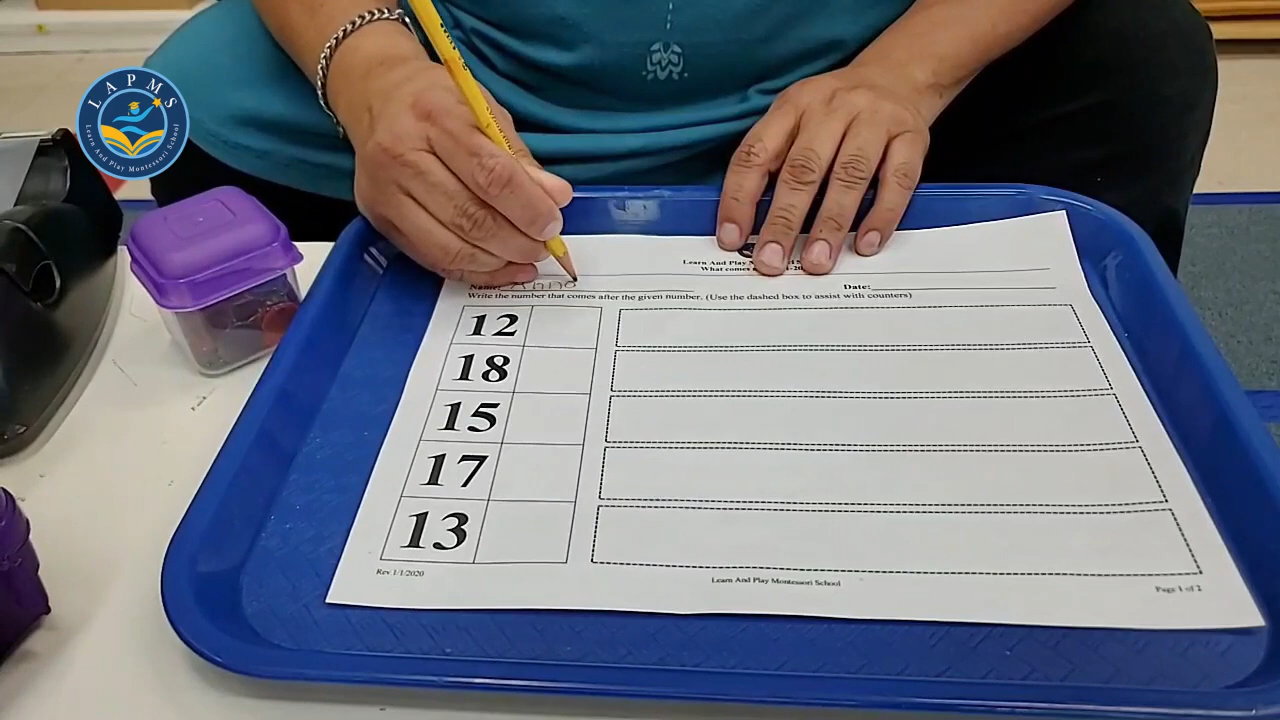 LAPMS
Learn And Play Montessori School
Learn And Play
What comes
Name:
Date:
Write the number that comes after the given number. (Use the dashed box to assist with counters)
12
18
15
17
13
Rev 1/1/2020
Learn And Play Montessori School
Page 1 of 2